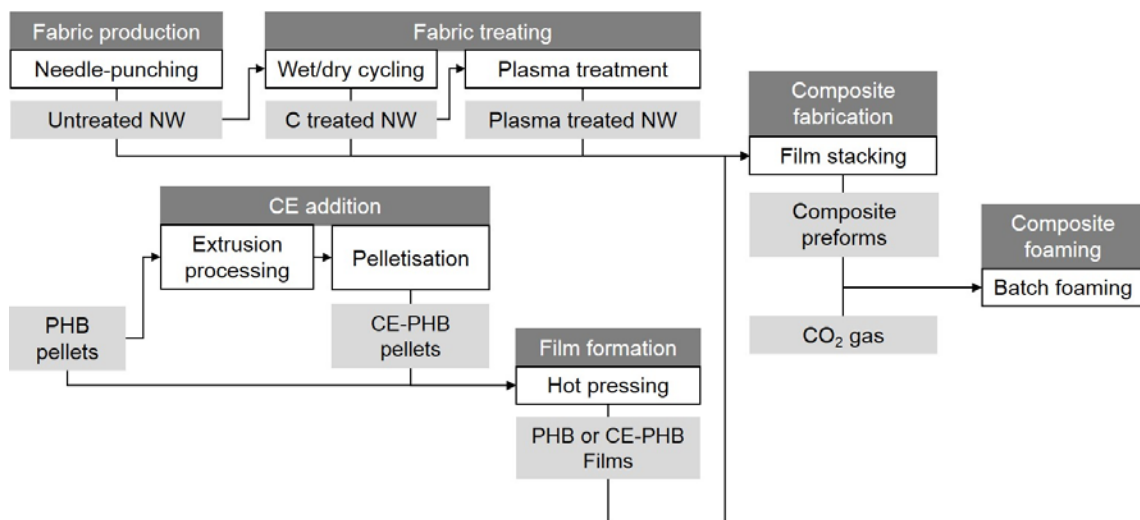 Fabric production
Needle-punching
Untreated NW
Fabric treating
Wet/dry cycling
Plasma treatment
C treated NW
Plasma treated NW
Composite
fabrication
Film stacking
Composite
preforms
CO₂ gas
Composite
foaming
Batch foaming
CE addition
Extrusion
processing
Pelletisation
PHB
pellets
CE-PHB
pellets
Film formation
Hot pressing
PHB or CE-PHB
Films